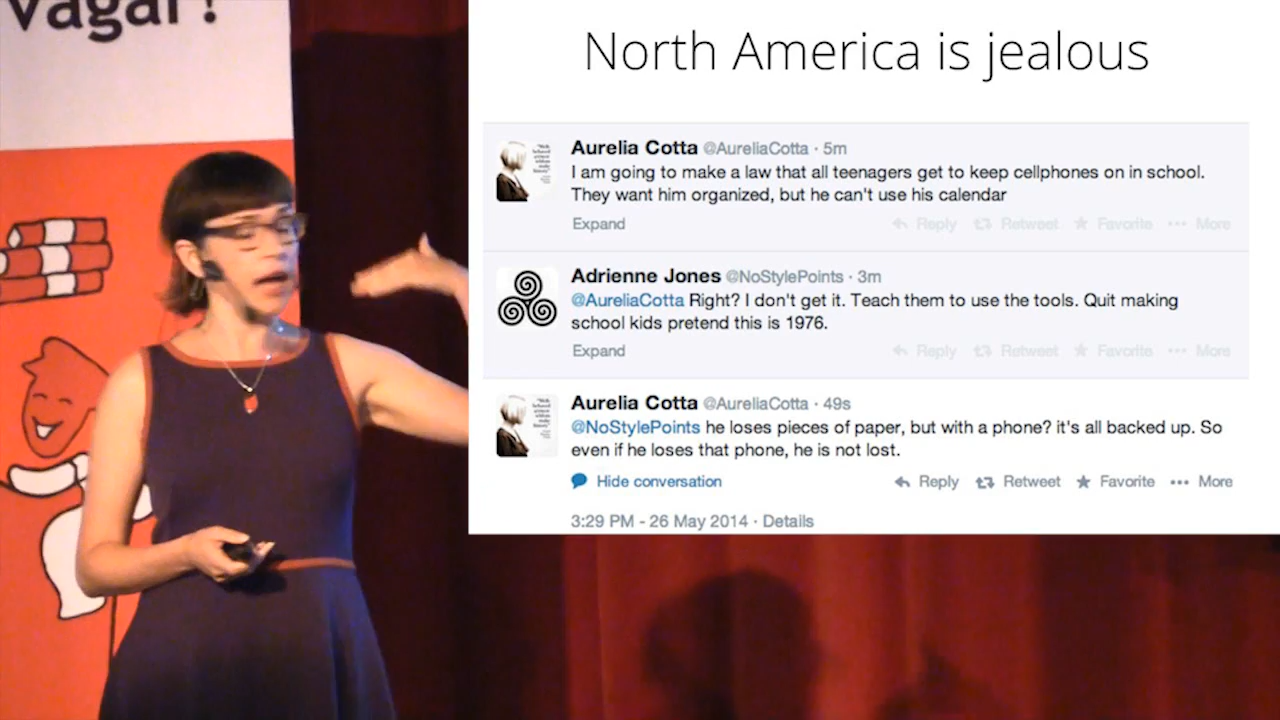 vågar?
North America is jealous
Aurelia Cotta @AureliaCotta · 5m
I am going to make a law that all teenagers get to keep cellphones on in school.
They want him organized, but he can't use his calendar
Expand Reply Retweet Favorite ••• More
Adrienne Jones @NoStylePoints · 3m
@AureliaCotta Right? I don't get it. Teach them to use the tools. Quit making
school kids pretend this is 1976.
Expand Reply Retweet Favorite ••• More
Aurelia Cotta @AureliaCotta · 49s
@NoStylePoints he loses pieces of paper, but with a phone? it's all backed up. So
even if he loses that phone, he is not lost.
Hide conversation Reply Retweet Favorite ••• More
3:29 PM - 26 May 2014 · Details